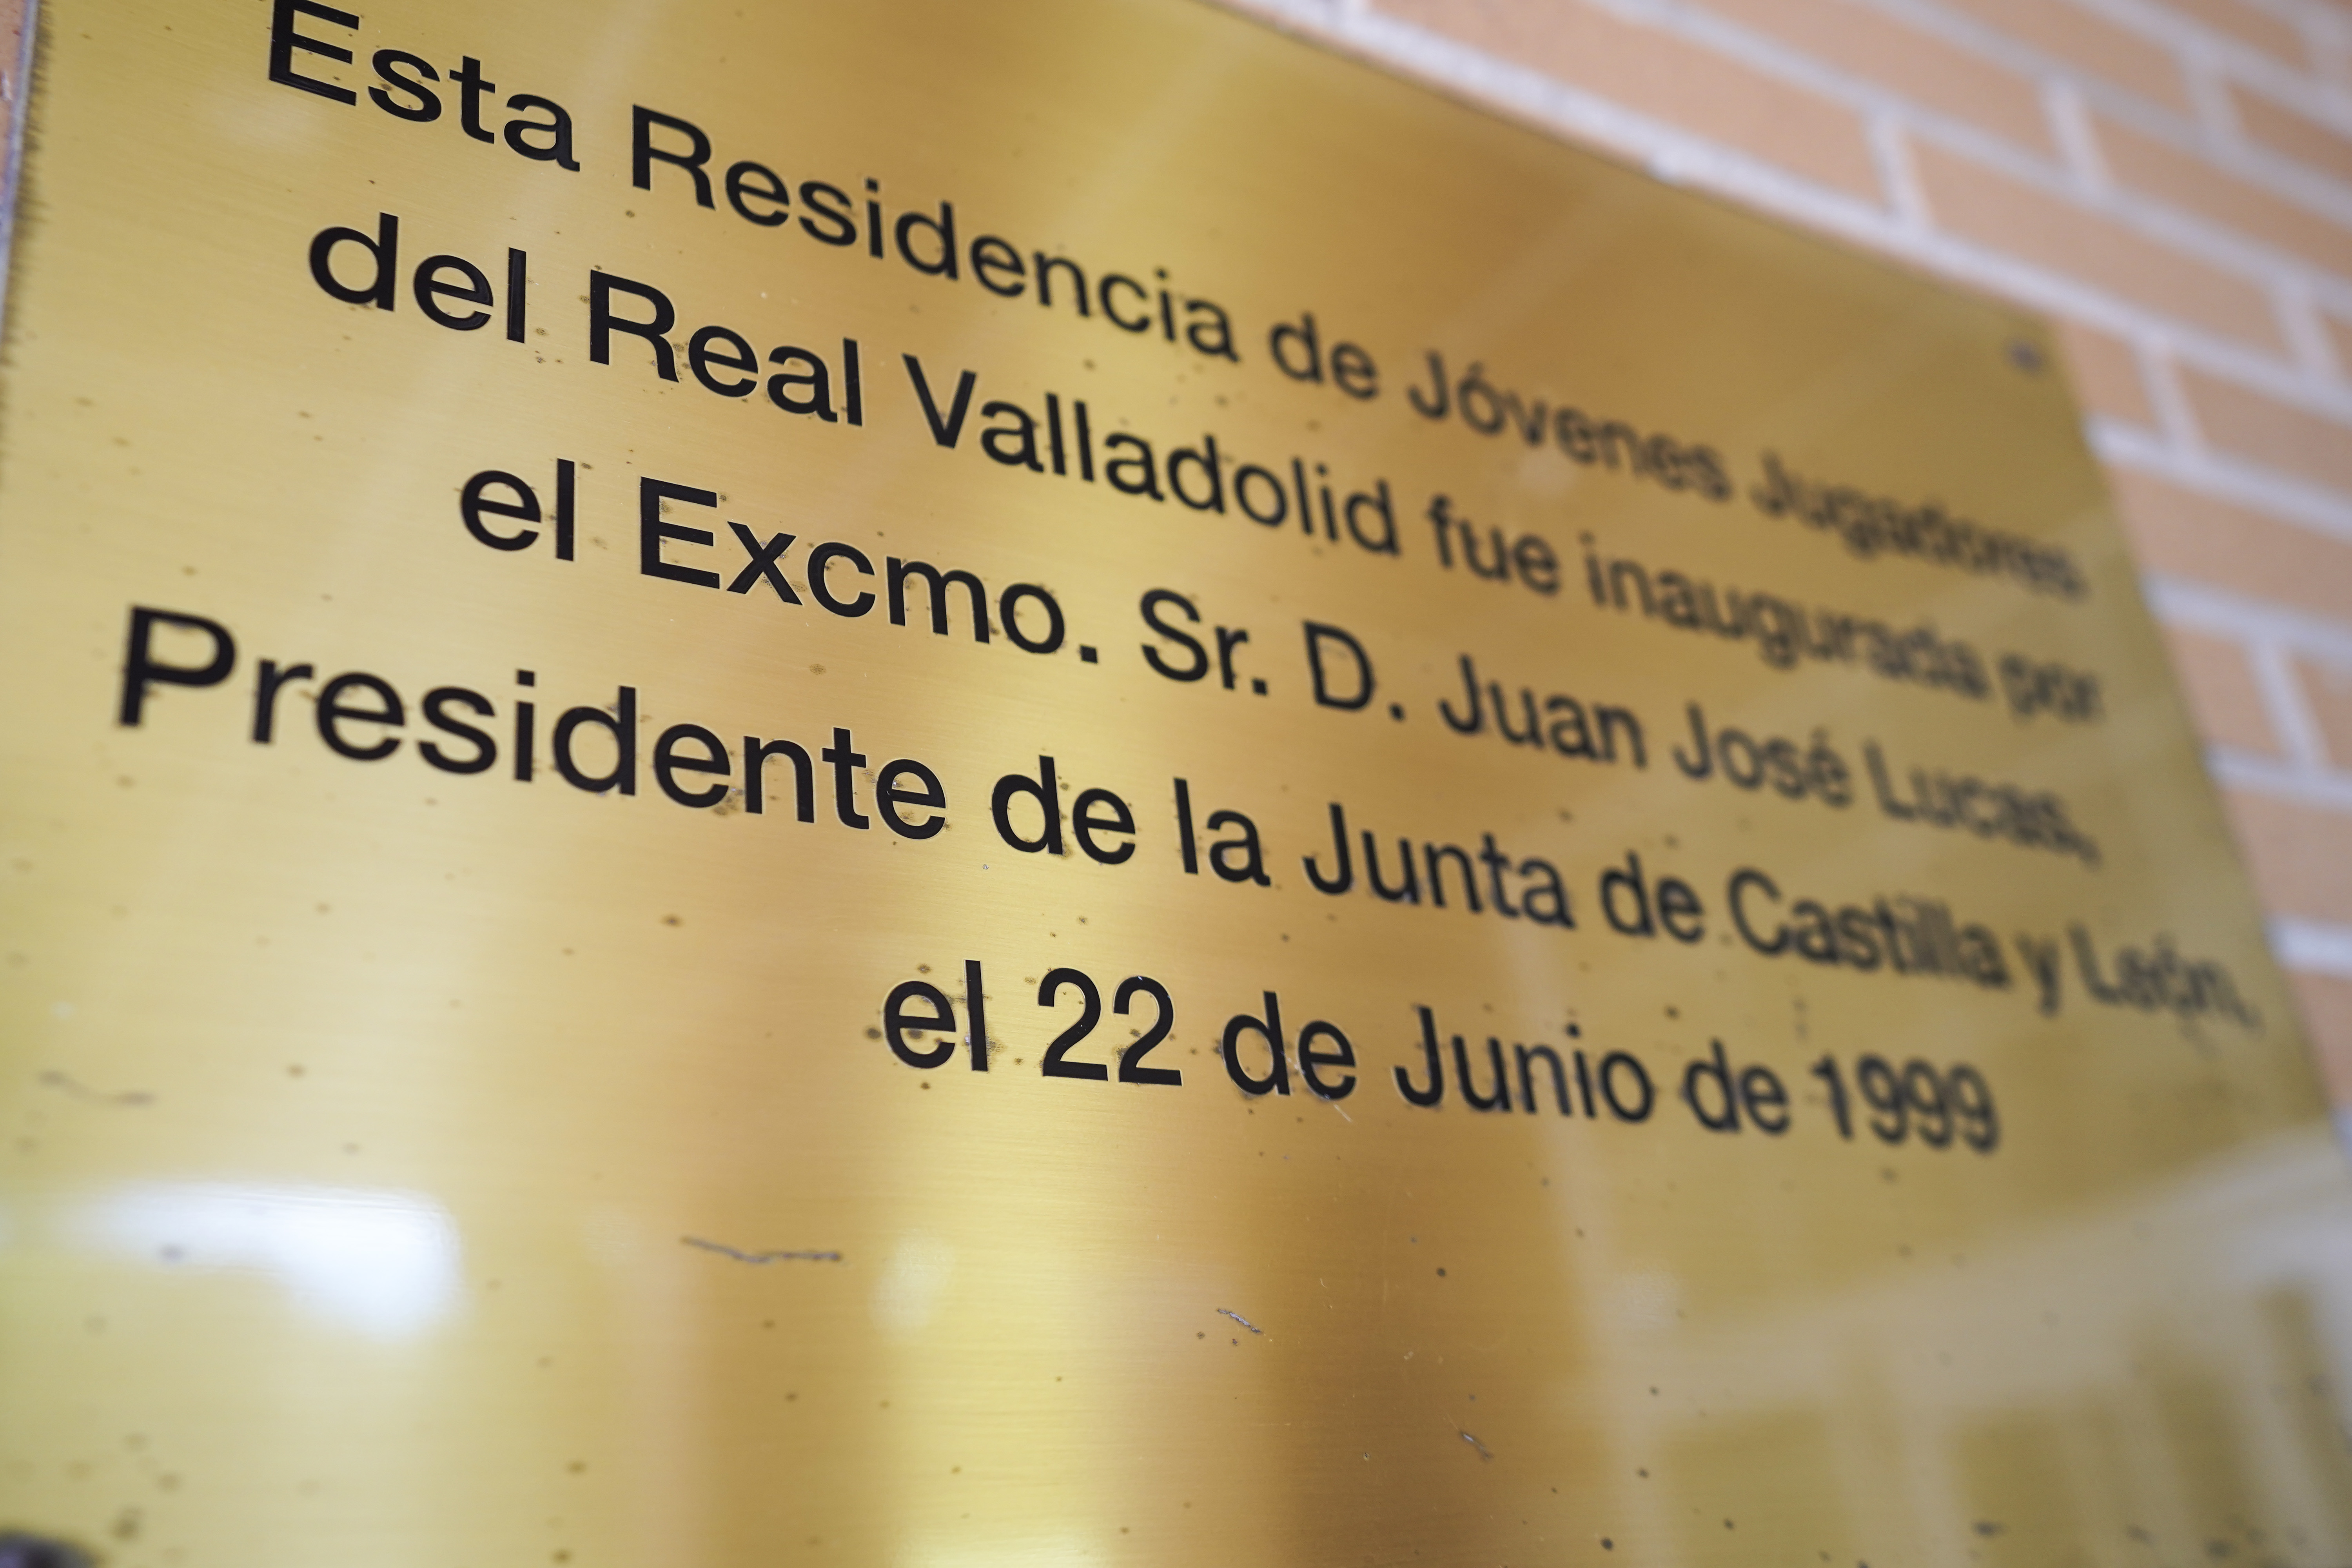 Esta Residencia de Jóvenes Jugadores
del Real Valladolid fue inaugurada por
el Excmo. Sr. D. Juan José Lucas,
Presidente de la Junta de Castilla y León,
el 22 de Junio de 1999